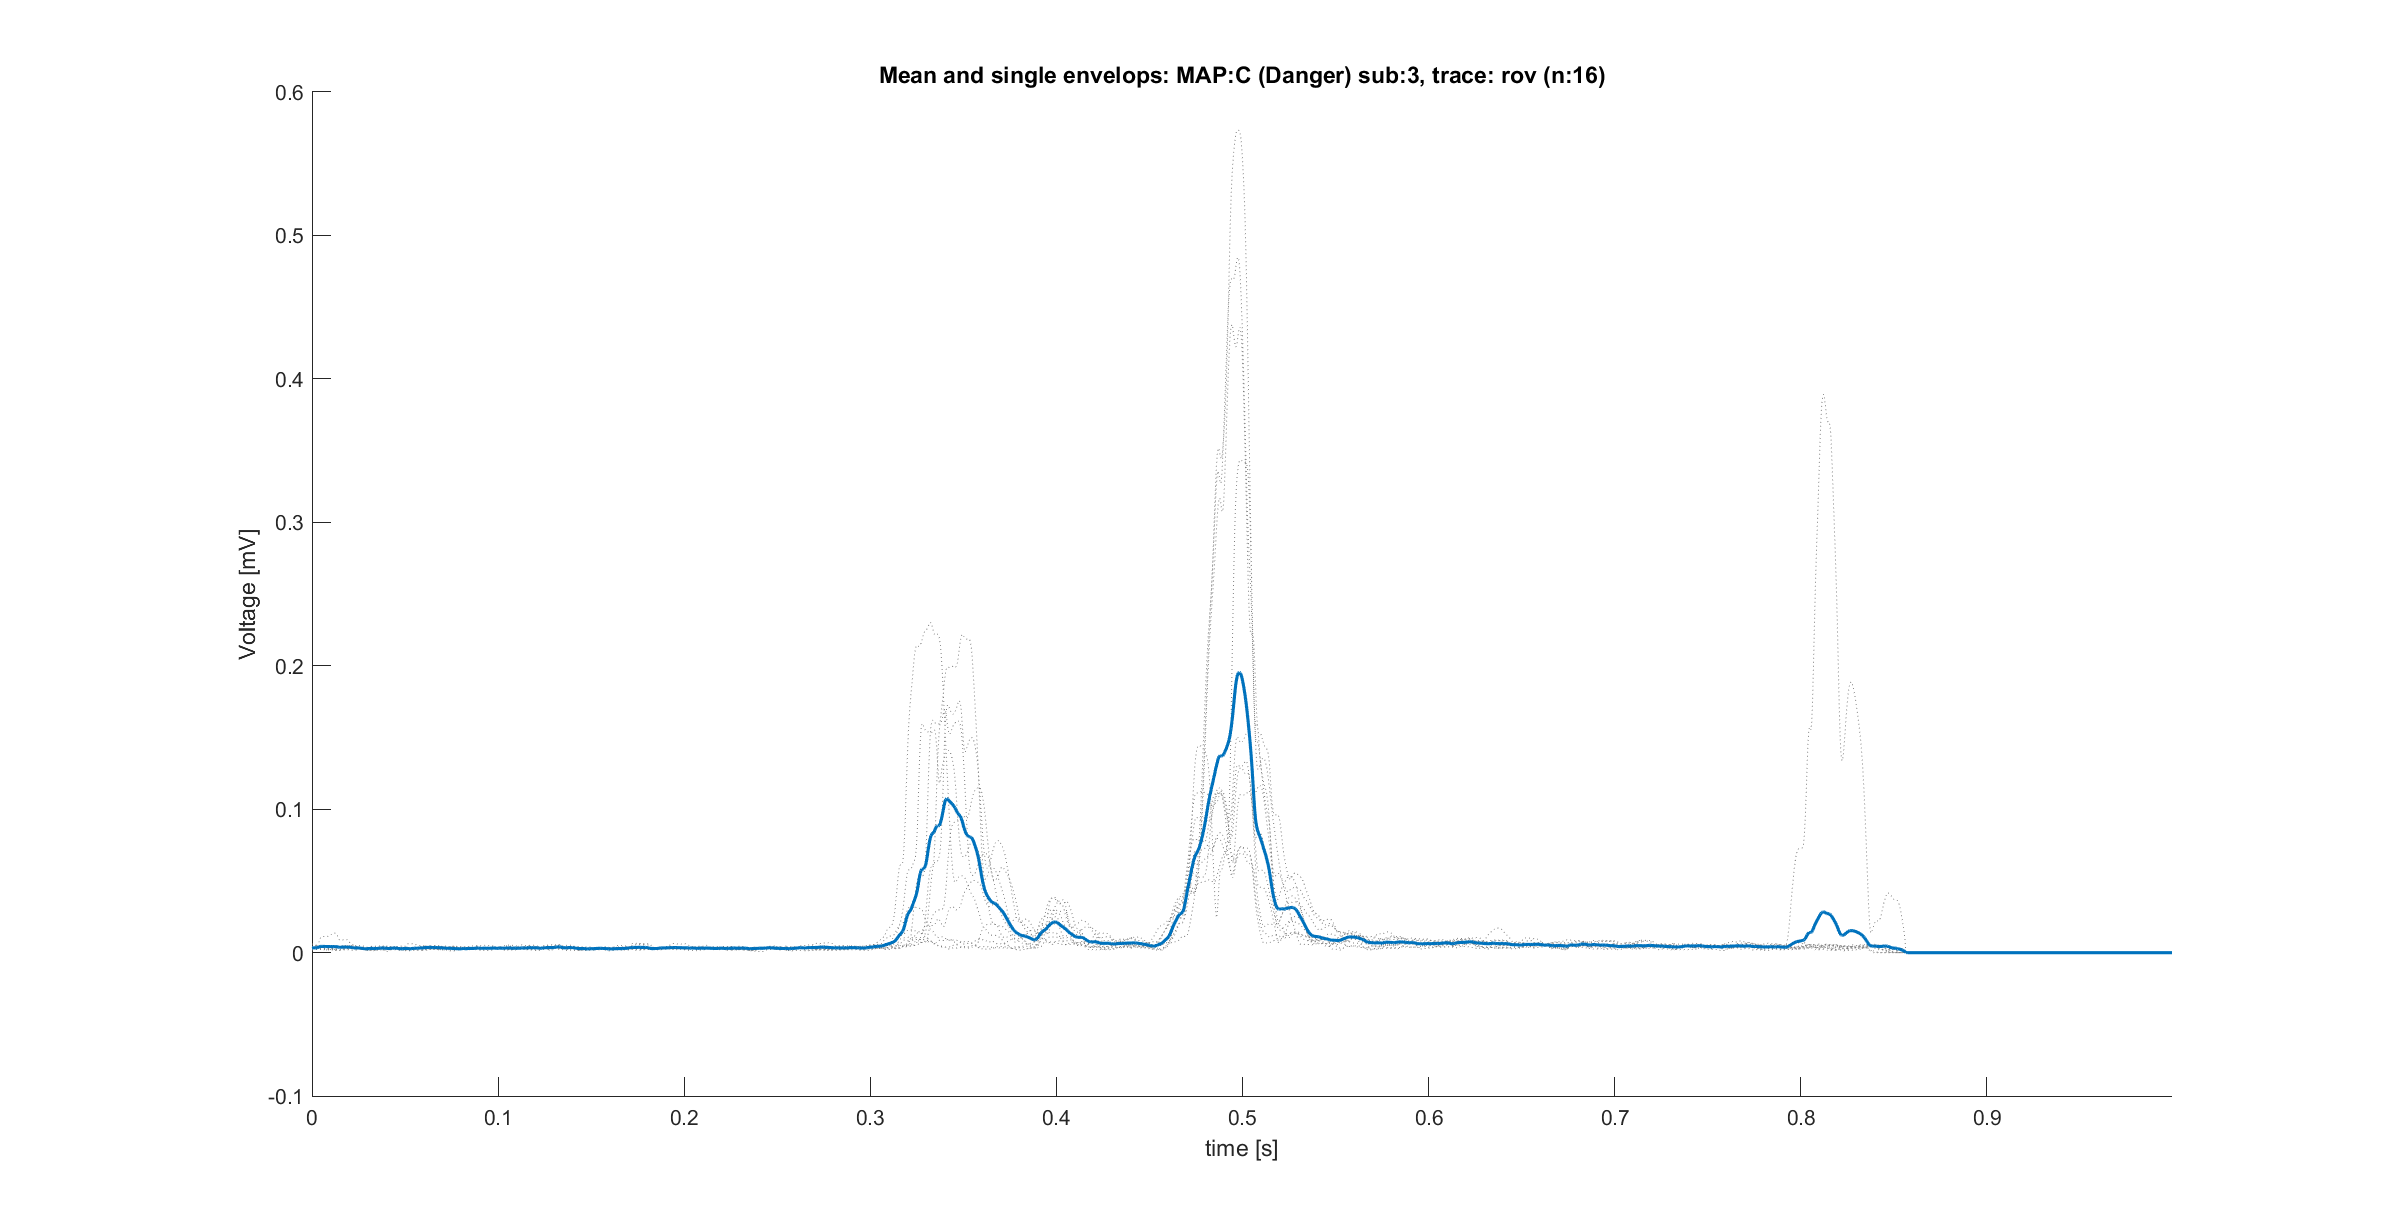 Mean and single envelops: MAP:C (Danger) sub:3, trace: rov (n:16)
0.6
0.5
0.4
0.3
0.2
0.1
0
-0.1
Voltage [mV]
0 0.1 0.2 0.3 0.4 0.5 0.6 0.7 0.8 0.9
time [s]